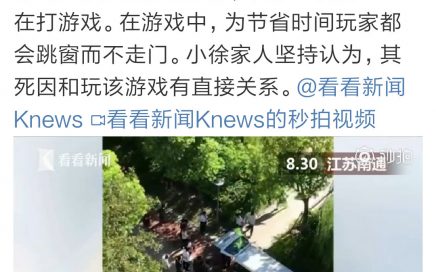 在打游戏。在游戏中，为节省时间玩家都
会跳窗而不走门。小徐家人坚持认为，其
死因和玩该游戏有直接关系。@看看新闻
Knews 看看新闻Knews的秒拍视频
看看新闻
8.30 江苏南通
秒拍